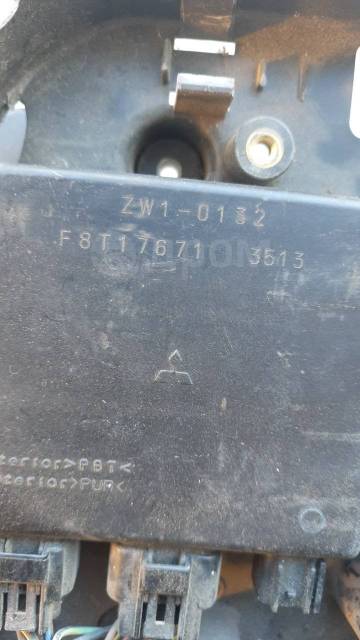 ZW1-0132
F8T17671 3513
terior>PBT<
terior>PUR<